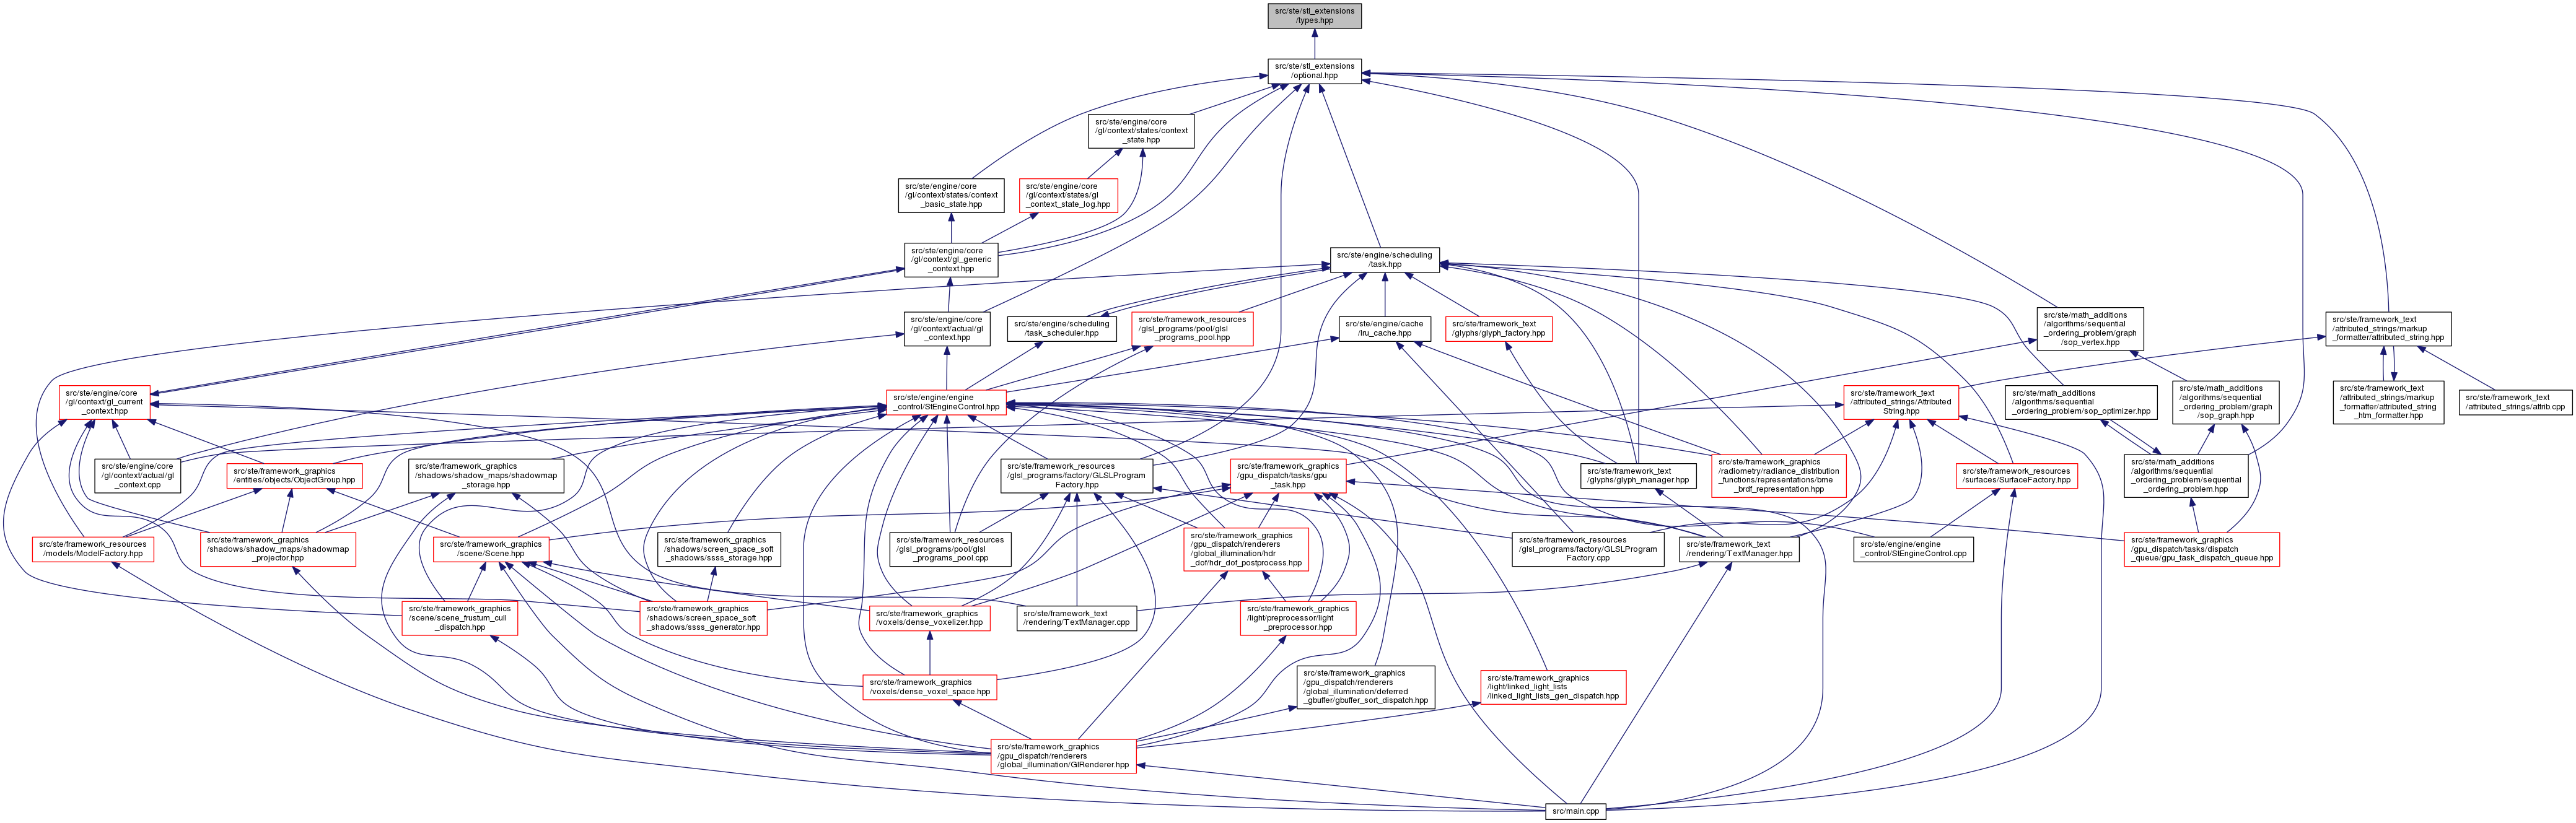 src/ste/stl_extensions
/types.hpp
src/ste/stl_extensions
/optional.hpp
src/ste/engine/core
/gl/context/states/context
_state.hpp
src/ste/engine/core
/gl/context/states/context
_basic_state.hpp
src/ste/engine/core
/gl/context/states/gl
_context_state_log.hpp
src/ste/engine/core
/gl/context/gl_generic
_context.hpp
src/ste/engine/scheduling
/task.hpp
src/ste/engine/core
/gl/context/actual/gl
_context.hpp
src/ste/engine/scheduling
/task_scheduler.hpp
src/ste/framework_resources
/glsl_programs/pool/glsl
_programs_pool.hpp
src/ste/engine/cache
/lru_cache.hpp
src/ste/framework_text
/glyphs/glyph_factory.hpp
src/ste/math_additions
/algorithms/sequential
_ordering_problem/graph
/sop_vertex.hpp
src/ste/framework_text
/attributed_strings/markup
_formatter/attributed_string.hpp
src/ste/engine/core
/gl/context/gl_current
_context.hpp
src/ste/engine/engine
_control/StEngineControl.hpp
src/ste/framework_text
/attributed_strings/Attributed
String.hpp
src/ste/math_additions
/algorithms/sequential
_ordering_problem/sop_optimizer.hpp
src/ste/math_additions
/algorithms/sequential
_ordering_problem/graph
/sop_graph.hpp
src/ste/framework_text
/attributed_strings/markup
_formatter/attributed_string
_htm_formatter.hpp
src/ste/framework_text
/attributed_strings/attrib.cpp
src/ste/engine/core
/gl/context/actual/gl
_context.cpp
src/ste/framework_graphics
/entities/objects/ObjectGroup.hpp
src/ste/framework_graphics
/shadows/shadow_maps/shadowmap
_storage.hpp
src/ste/framework_resources
/glsl_programs/factory/GLSLProgram
Factory.hpp
src/ste/framework_graphics
/gpu_dispatch/tasks/gpu
_task.hpp
src/ste/framework_text
/glyphs/glyph_manager.hpp
src/ste/framework_graphics
/radiometry/radiance_distribution
_functions/representations/bme
_brdf_representation.hpp
src/ste/framework_resources
/surfaces/SurfaceFactory.hpp
src/ste/math_additions
/algorithms/sequential
_ordering_problem/sequential
_ordering_problem.hpp
src/ste/framework_resources
/models/ModelFactory.hpp
src/ste/framework_graphics
/shadows/shadow_maps/shadowmap
_projector.hpp
src/ste/framework_graphics
/scene/Scene.hpp
src/ste/framework_graphics
/shadows/screen_space_soft
_shadows/ssss_storage.hpp
src/ste/framework_resources
/glsl_programs/pool/glsl
_programs_pool.cpp
src/ste/framework_graphics
/gpu_dispatch/renderers
/global_illumination/hdr
_dof/hdr_dof_postprocess.hpp
src/ste/framework_resources
/glsl_programs/factory/GLSLProgram
Factory.cpp
src/ste/framework_text
/rendering/TextManager.hpp
src/ste/engine/engine
_control/StEngineControl.cpp
src/ste/framework_graphics
/gpu_dispatch/tasks/dispatch
_queue/gpu_task_dispatch_queue.hpp
src/ste/framework_graphics
/scene/scene_frustum_cull
_dispatch.hpp
src/ste/framework_graphics
/shadows/screen_space_soft
_shadows/ssss_generator.hpp
src/ste/framework_graphics
/voxels/dense_voxelizer.hpp
src/ste/framework_text
/rendering/TextManager.cpp
src/ste/framework_graphics
/light/preprocessor/light
_preprocessor.hpp
src/ste/framework_graphics
/voxels/dense_voxel_space.hpp
src/ste/framework_graphics
/gpu_dispatch/renderers
/global_illumination/deferred
_gbuffer/gbuffer_sort_dispatch.hpp
src/ste/framework_graphics
/light/linked_light_lists
/linked_light_lists_gen_dispatch.hpp
src/ste/framework_graphics
/gpu_dispatch/renderers
/global_illumination/GIRenderer.hpp
src/main.cpp